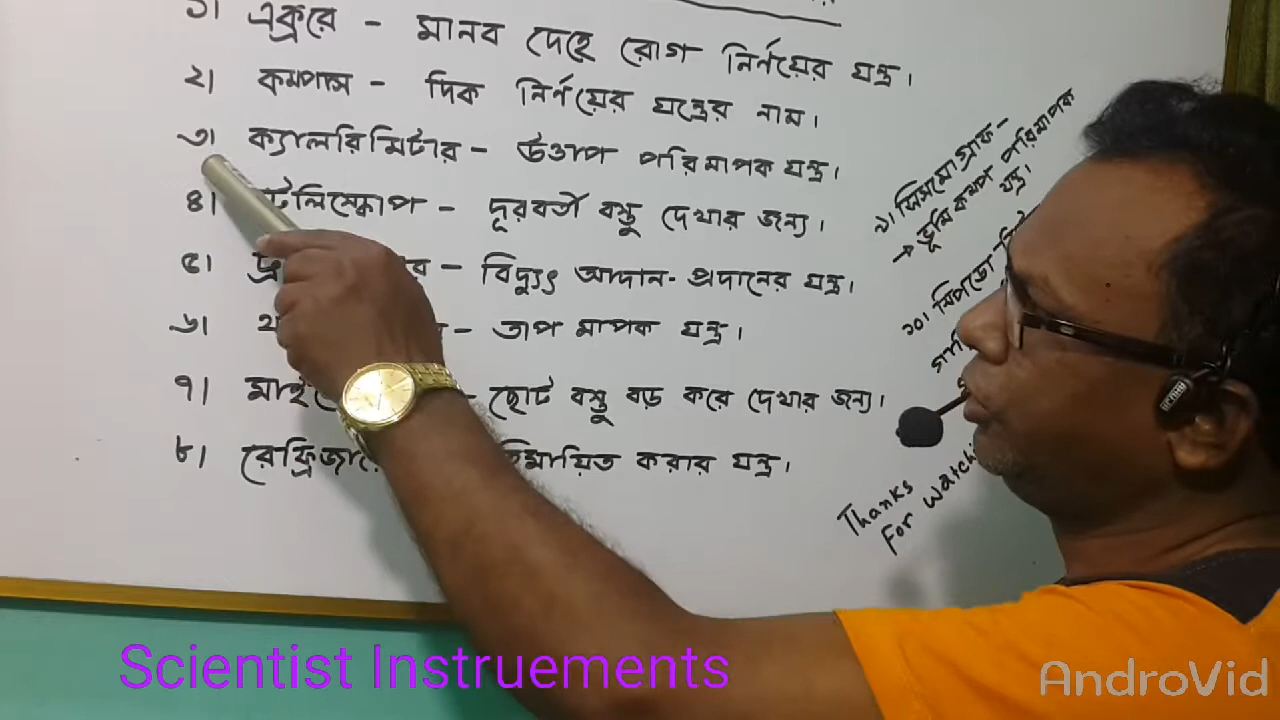 ১। এক্সরে - মানব দেহে রোগ নির্ণয়ের যন্ত্র।
২। কম্পাস - দিক নির্ণয়ের যন্ত্রের নাম।
৩। ক্যালরিমিটার - উত্তাপ পরিমাপক যন্ত্র।
৪। টেলিস্কোপ - দূরবর্তী বস্তু দেখার জন্য।
৫। - বিদ্যুৎ আদান-প্রদানের যন্ত্র।
৬। - তাপ মাপক যন্ত্র।
৭। - ছোট বস্তু বড় করে দেখার জন্য।
৮। করার যন্ত্র।
৯। সিসমোগ্রাফ -
→ ভূমি কম্প পরিমাপক
যন্ত্র।
১০।
Thanks
For watchi
Scientist Instruements
AndroVid